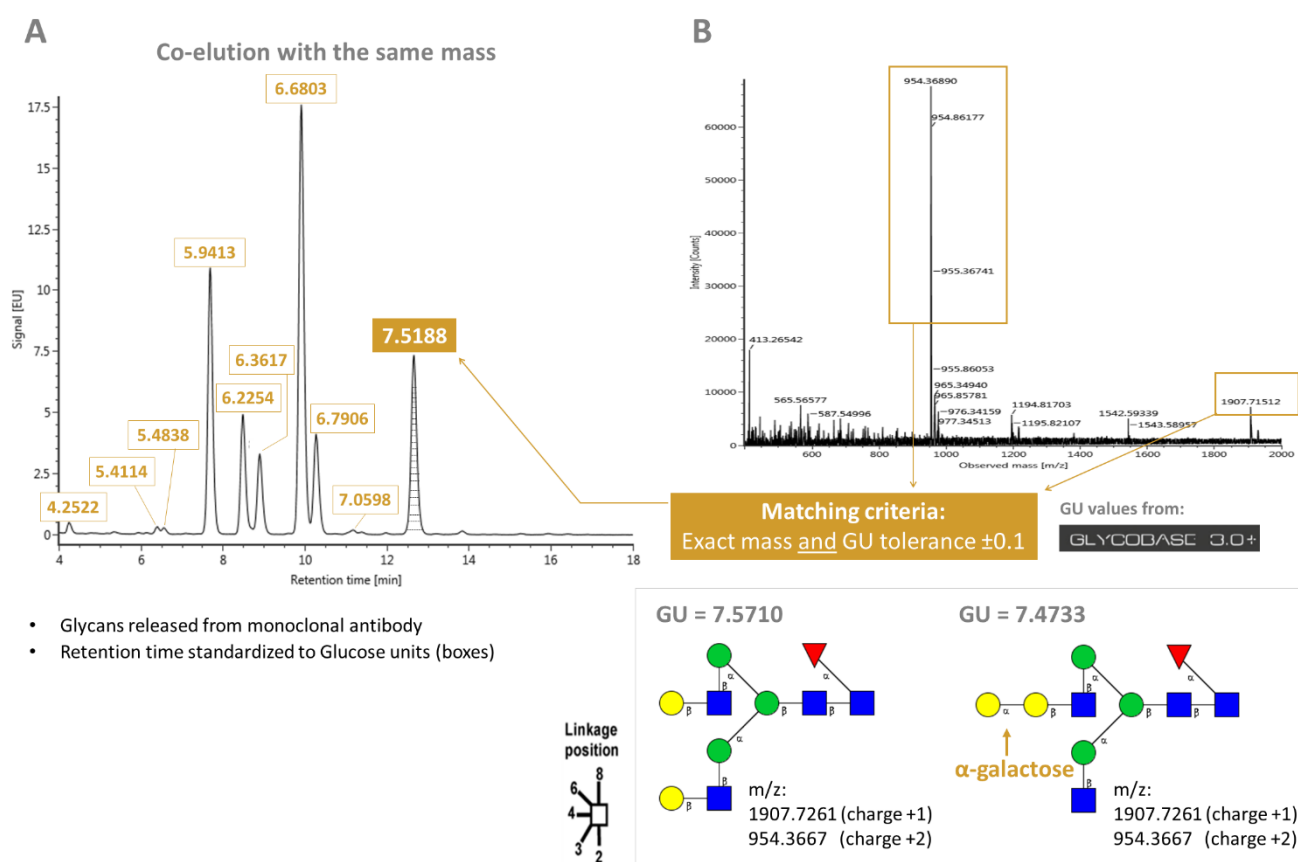 A
Co-elution with the same mass
6.6803
5.9413
6.3617
7.5188
6.2254
6.7906
5.4838
5.4114
7.0598
4.2522
Signal [EU]
17.5
15
12.5
10
7.5
5
2.5
0
4
6
8
10
12
14
16
18
Retention time [min]
B
954.36890
954.86177
955.36741
955.86053
965.34940
965.85781
976.34159
977.34513
413.26542
565.56577
587.54996
1194.81703
1195.82107
1542.59339
1543.58957
1907.71512
Intensity [Counts]
60000
50000
40000
30000
20000
10000
0
600
800
1000
1200
1400
1600
1800
2000
Observed mass [m/z]
Matching criteria:
Exact mass and GU tolerance ±0.1
GU values from:
GLYCOBASE 3.0+
• Glycans released from monoclonal antibody
• Retention time standardized to Glucose units (boxes)
Linkage
position
8
6
4
3
2
GU = 7.5710
α
α
β
β
β
β
α
β
β
m/z:
1907.7261 (charge +1)
954.3667 (charge +2)
GU = 7.4733
α
α
β
α
β
β
β
α
β
α-galactose
m/z:
1907.7261 (charge +1)
954.3667 (charge +2)